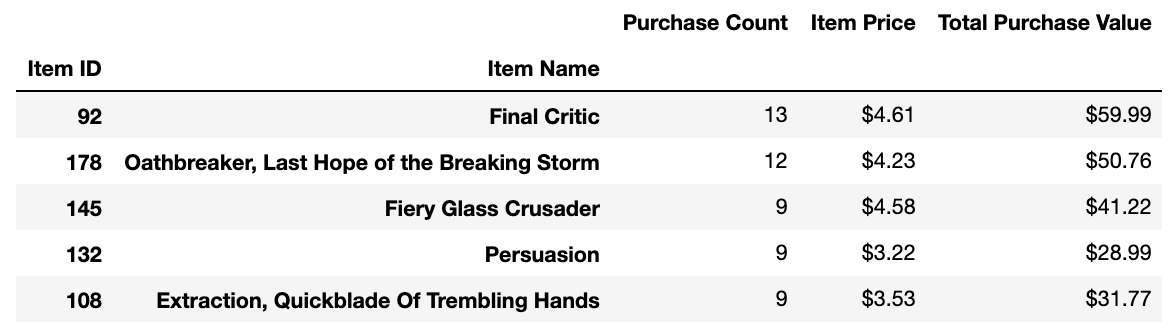 Purchase Count Item Price Total Purchase Value
Item ID Item Name
92 Final Critic 13 $4.61 $59.99
178 Oathbreaker, Last Hope of the Breaking Storm 12 $4.23 $50.76
145 Fiery Glass Crusader 9 $4.58 $41.22
132 Persuasion 9 $3.22 $28.99
108 Extraction, Quickblade Of Trembling Hands 9 $3.53 $31.77